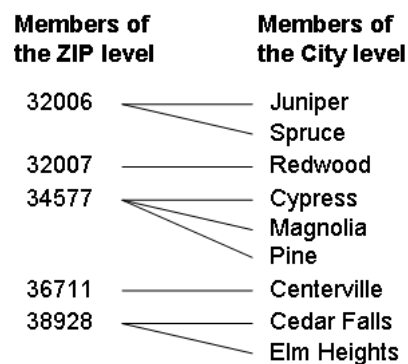 Members of the ZIP level
Members of the City level
32006 Juniper
Spruce
32007 Redwood
34577 Cypress
Magnolia
Pine
36711 Centerville
38928 Cedar Falls
Elm Heights